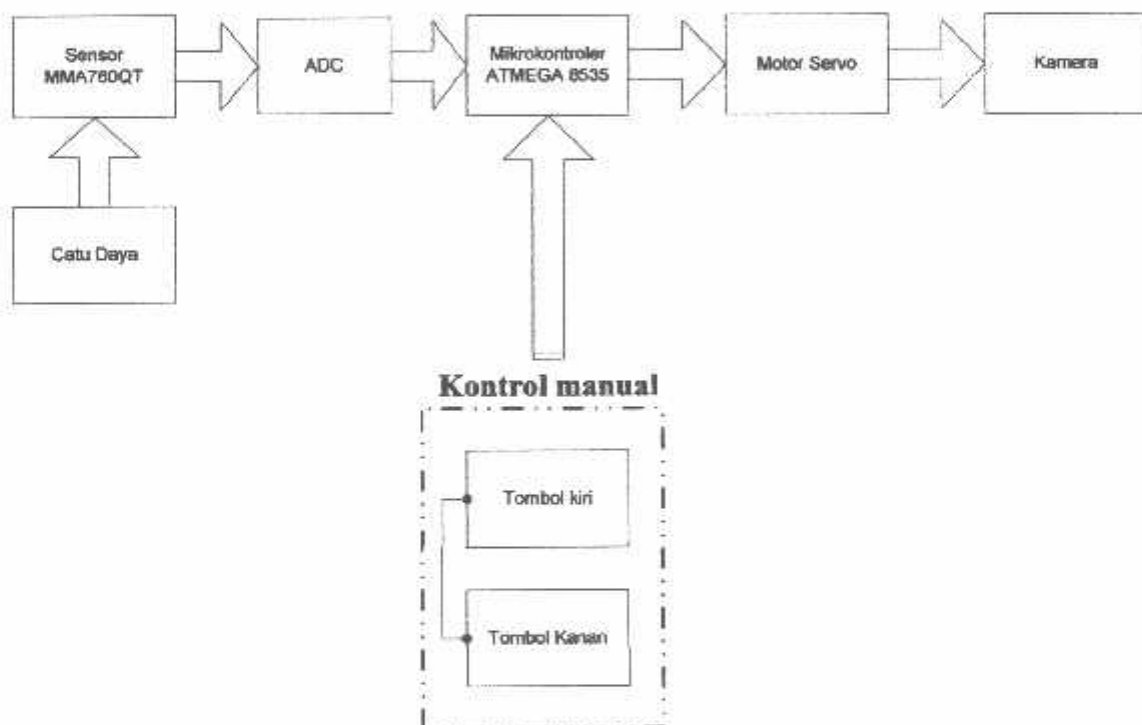 Sensor
MMA760QT
ADC
Mikrokontroler
ATMEGA 8535
Motor Servo
Kamera
Catu Daya
Kontrol manual
Tombol kiri
Tombol Kanan